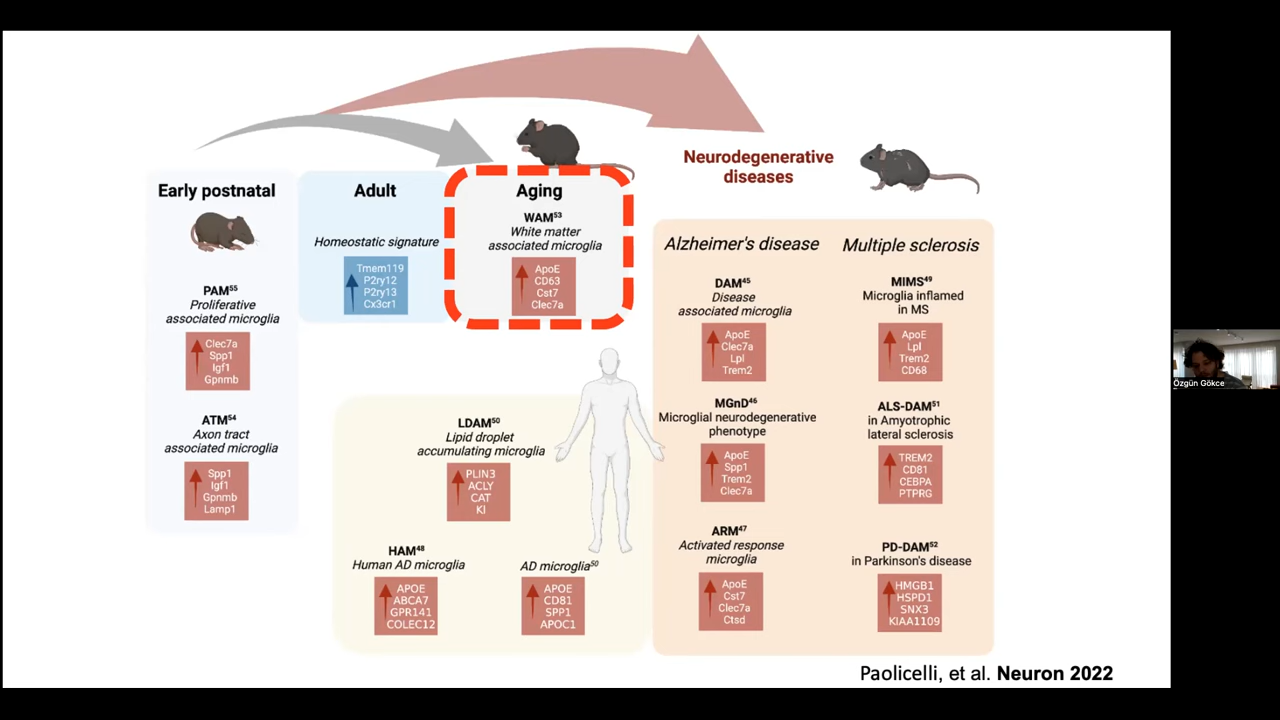 Neurodegenerative
diseases
Early postnatal
Adult
Aging
WAM53
White matter
associated microglia
ApoE
CD63
Cst7
Clec7a
Homeostatic signature
Tmem119
P2ry12
P2ry13
Cx3cr1
PAM55
Proliferative
associated microglia
Clec7a
Spp1
Igf1
Gpnmb
ATM54
Axon tract
associated microglia
Spp1
Igf1
Gpnmb
Lamp1
LDAM50
Lipid droplet
accumulating microglia
PLIN3
ACLY
CAT
KI
HAM48
Human AD microglia
APOE
ABCA7
GPR141
COLEC12
AD microglia50
APOE
CD81
SPP1
APOC1
Alzheimer's disease
DAM45
Disease
associated microglia
ApoE
Clec7a
Lpl
Trem2
MGnD46
Microglial neurodegenerative
phenotype
ApoE
Spp1
Trem2
Clec7a
ARM47
Activated response
microglia
ApoE
Cst7
Clec7a
Ctsd
Multiple sclerosis
MIMS49
Microglia inflamed
in MS
ApoE
Lpl
Trem2
CD68
ALS-DAM51
in Amyotrophic
lateral sclerosis
TREM2
CD81
CEBPA
PTPRG
PD-DAM52
in Parkinson's disease
HMGB1
HSPD1
SNX3
KIAA1109
Paolicelli, et al. Neuron 2022
Özgün Gökce